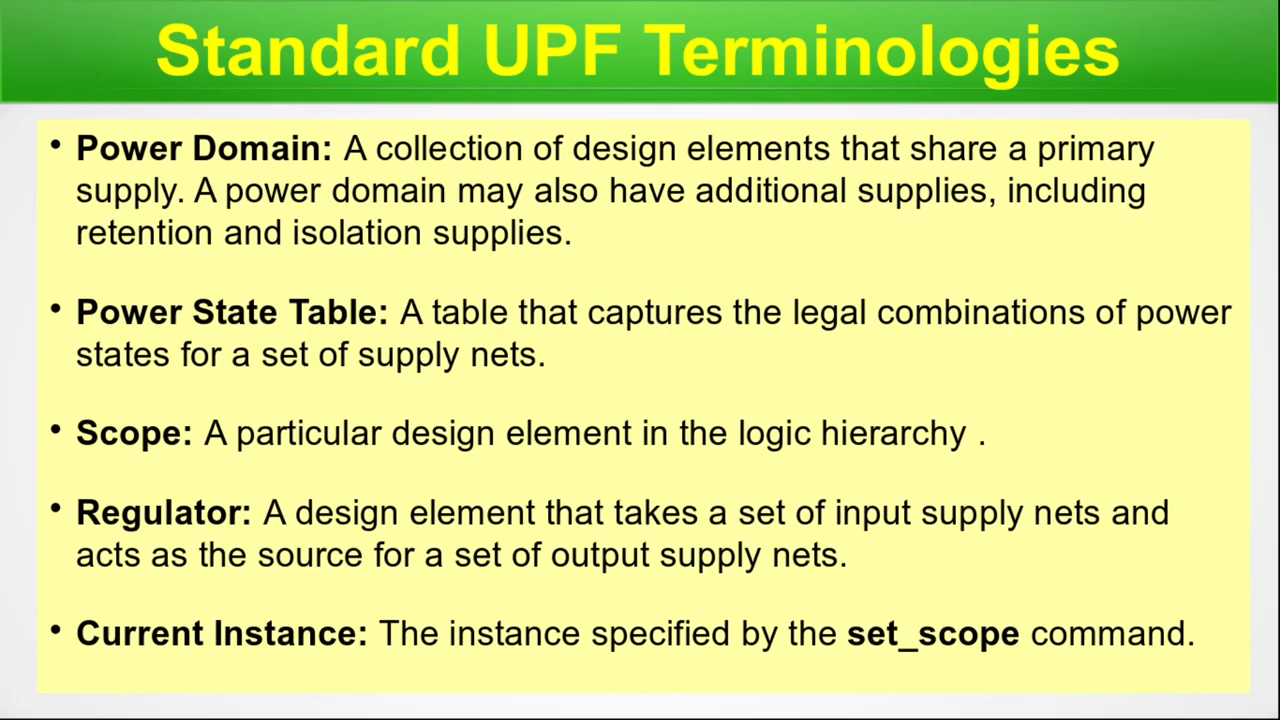 Standard UPF Terminologies
• Power Domain: A collection of design elements that share a primary
supply. A power domain may also have additional supplies, including
retention and isolation supplies.
• Power State Table: A table that captures the legal combinations of power
states for a set of supply nets.
• Scope: A particular design element in the logic hierarchy .
• Regulator: A design element that takes a set of input supply nets and
acts as the source for a set of output supply nets.
• Current Instance: The instance specified by the set_scope command.